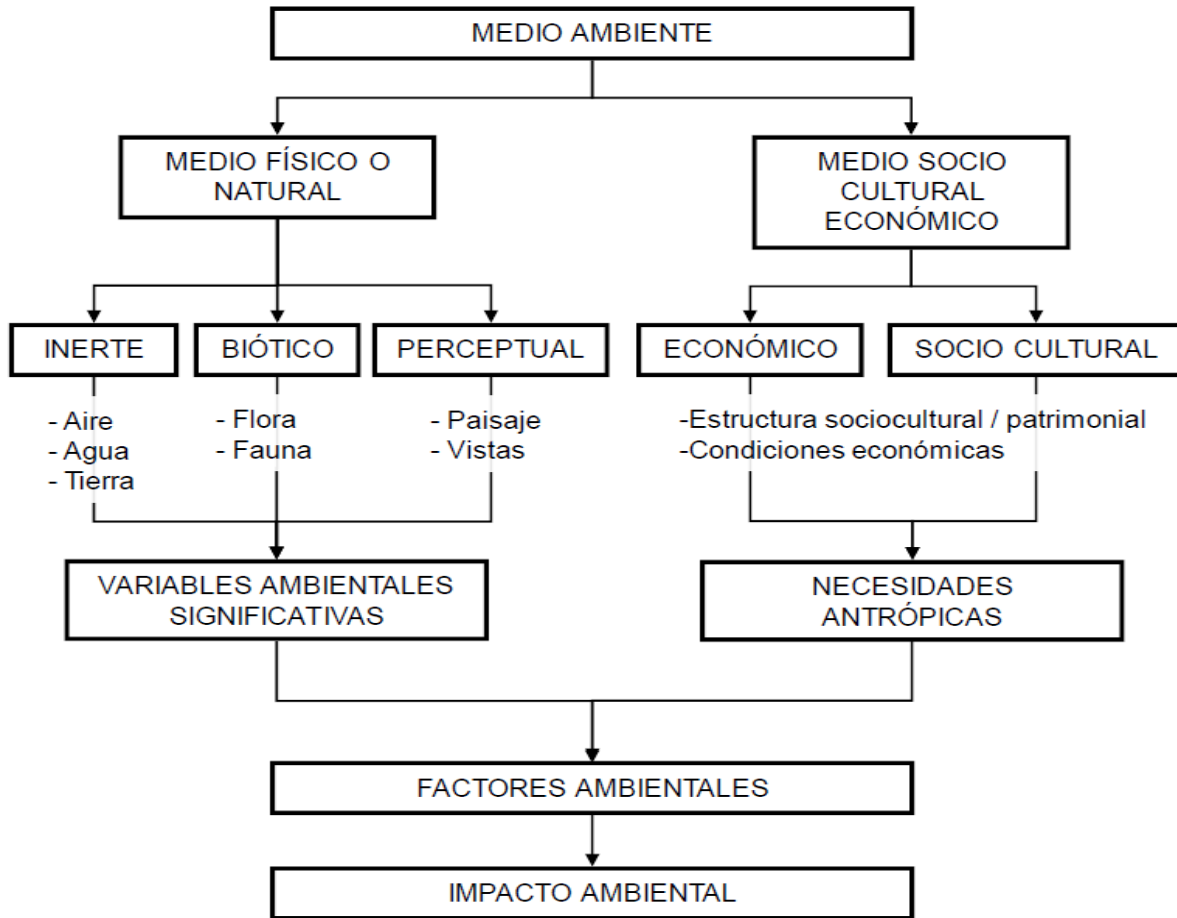 MEDIO AMBIENTE
MEDIO FÍSICO O
NATURAL
MEDIO SOCIO
CULTURAL
ECONÓMICO
INERTE
BIÓTICO
PERCEPTUAL
ECONÓMICO
SOCIO CULTURAL
- Aire
- Agua
- Tierra
- Flora
- Fauna
- Paisaje
- Vistas
-Estructura sociocultural / patrimonial
-Condiciones económicas
VARIABLES AMBIENTALES
SIGNIFICATIVAS
NECESIDADES
ANTRÓPICAS
FACTORES AMBIENTALES
IMPACTO AMBIENTAL